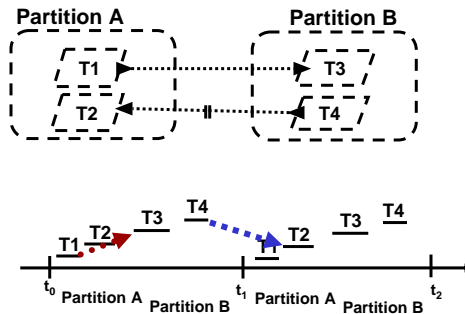 Partition A Partition B
T1 T3
T2 T4
T1 T2 T3 T4 T2 T3 T4
t0 t1 t2
Partition A Partition B Partition A Partition B